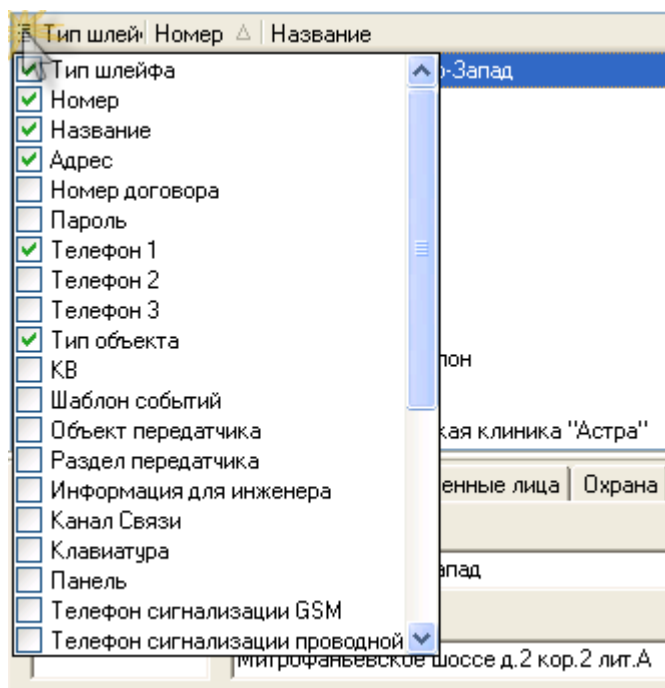 Тип шлей Номер Название
Тип шлейфа
-Запад
Номер
Название
Адрес
Номер договора
Пароль
Телефон 1
Телефон 2
Телефон 3
Тип объекта
КВ
Шаблон событий
Объект передатчика
кая клиника "Астра"
Раздел передатчика
Информация для инженера
енные лица Охрана
Канал Связи
Клавиатура
Панель
апад
Телефон сигнализации GSM
Телефон сигнализации проводной
Митрофаньевское шоссе д.2 кор.2 лит.А